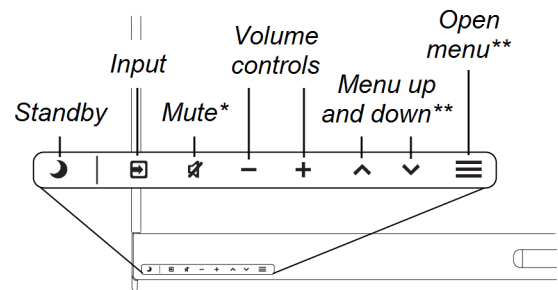 Open
menu**
Volume
controls
Input
Menu up
and down**
Standby
Mute*